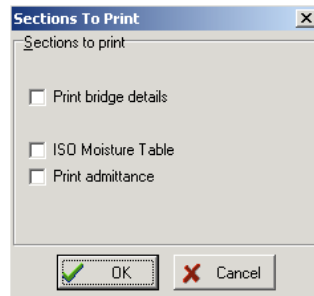 Sections To Print
Sections to print
Print bridge details
ISO Moisture Table
Print admittance
OK
Cancel